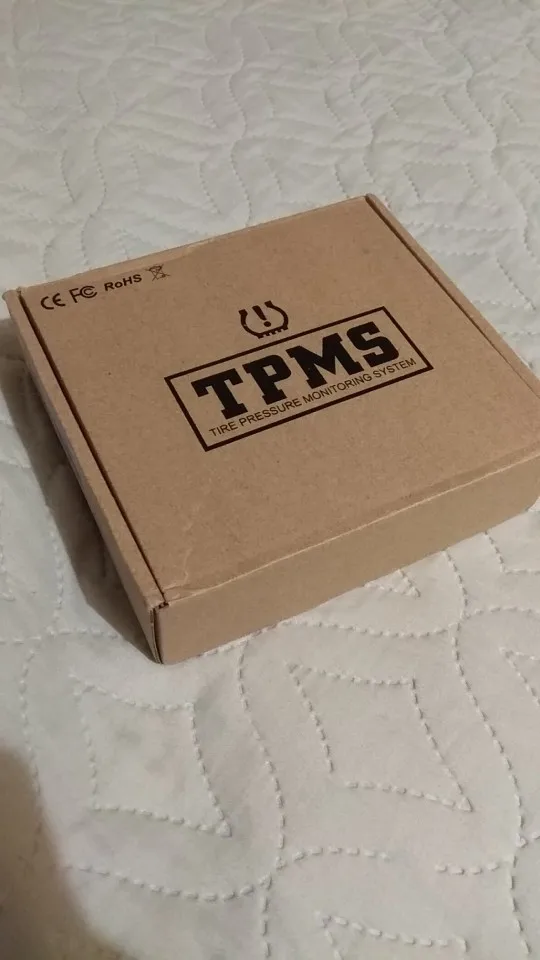 CE FC RoHS
TPMS
TIRE PRESSURE MONITORING SYSTEM